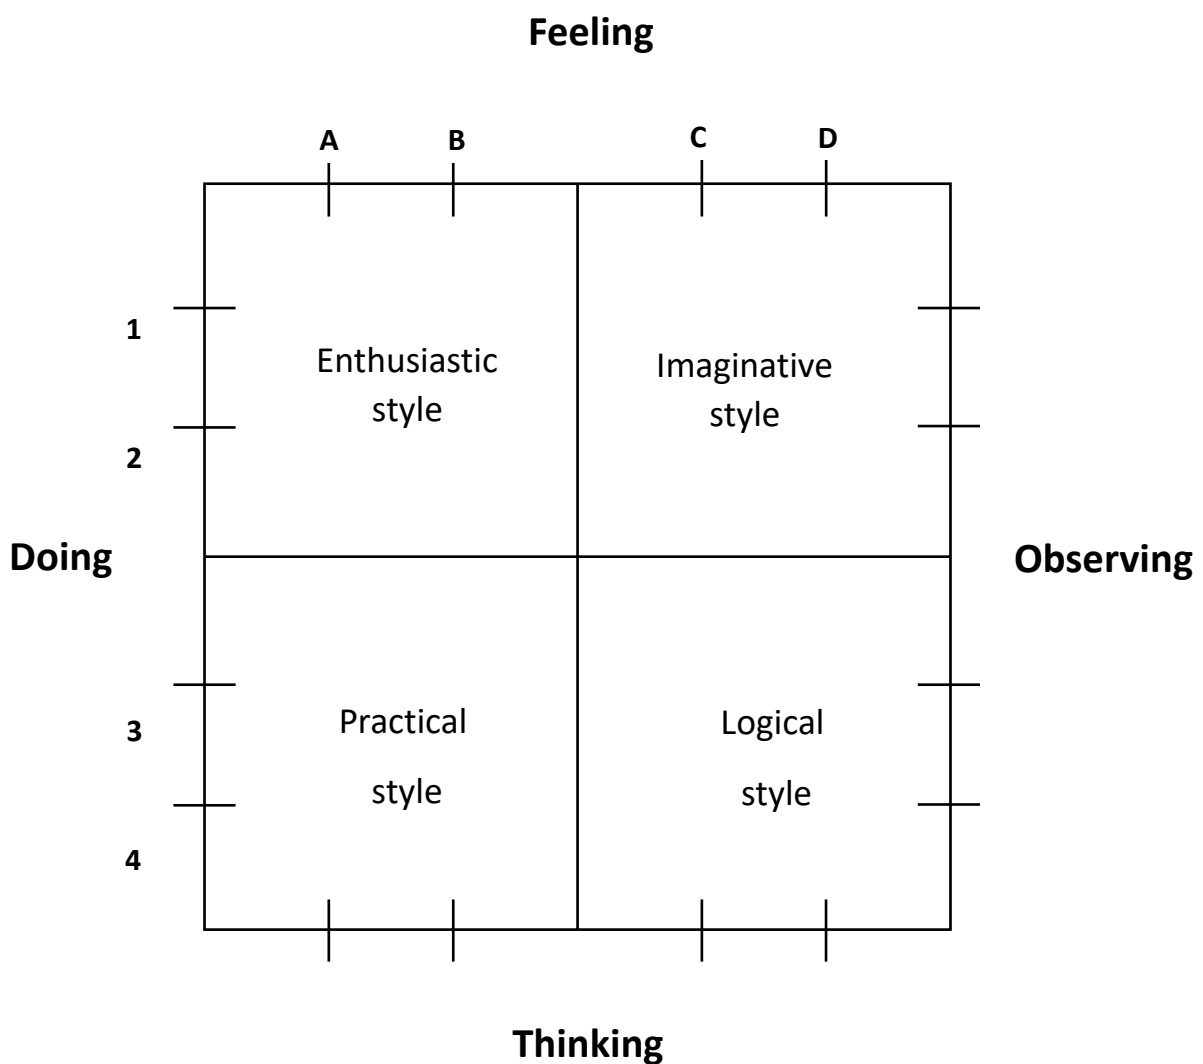 Feeling
A B C D
1
Enthusiastic
style
Imaginative
style
2
Doing
Observing
3
Practical
style
Logical
style
4
Thinking